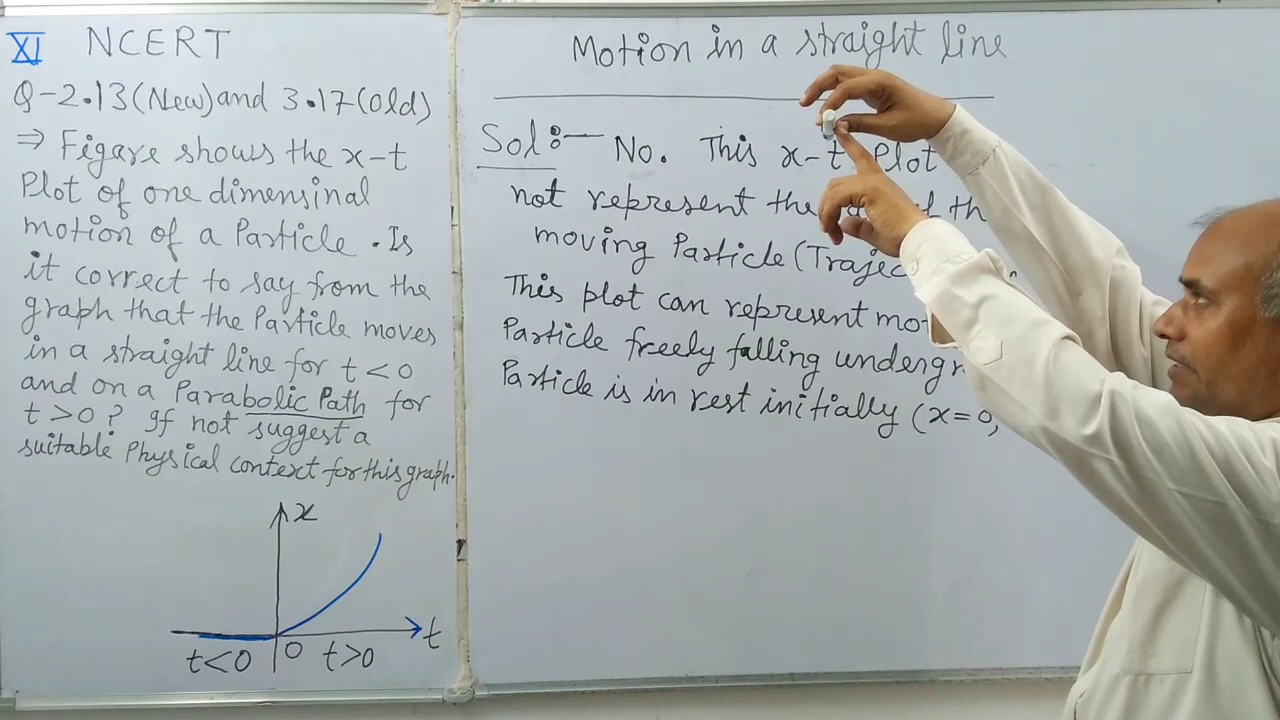 XI NCERT
Q-2.13(New)and 3.17(Old)
⇒ Figare shows the x-t
Plot of one dimensinal
motion of a Particle. Is
it correct to say from the
graph that the Particle moves
in a straight line for t<0
and on a Parabolic Path for
t>0? If not suggest a
suitable Physical context for this graph.
x
t
0
t<0
t>0
Motion in a straight line
Sol:— No. This x-t Plot
not represent the
moving Particle (Trajec
This plot can represent
Particle freely falling under
Particle is in rest initially (x=0,